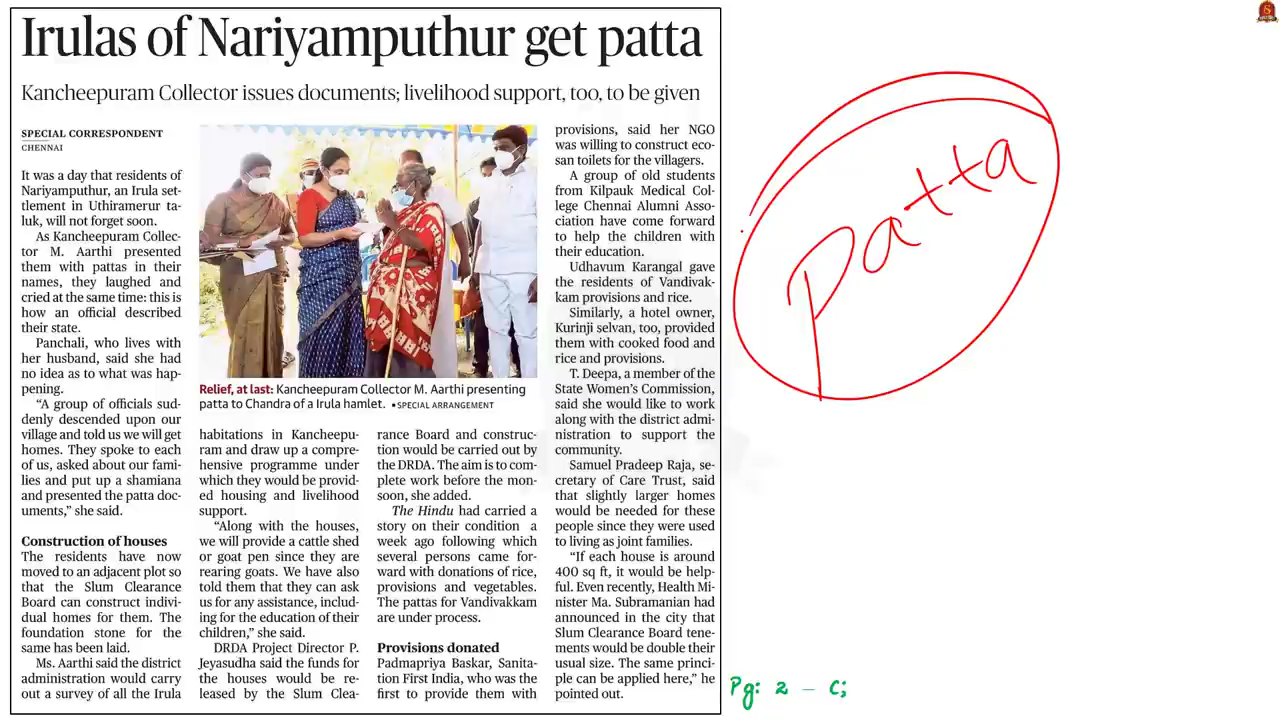 Irulas of Nariyamputhur get patta
Kancheepuram Collector issues documents; livelihood support, too, to be given
SPECIAL CORRESPONDENT
CHENNAI
It was a day that residents of
Nariyamputhur, an Irula set-
tlement in Uthiramerur ta-
luk, will not forget soon.
As Kancheepuram Collec-
tor M. Aarthi presented
them with pattas in their
names, they laughed and
cried at the same time: this is
how an official described
their state.
Panchali, who lives with
her husband, said she had
no idea as to what was hap-
pening.
“A group of officials sud-
denly descended upon our
village and told us we will get
homes. They spoke to each
of us, asked about our fami-
lies and put up a shamiana
and presented the patta doc-
uments,” she said.
Construction of houses
The residents have now
moved to an adjacent plot so
that the Slum Clearance
Board can construct indivi-
dual homes for them. The
foundation stone for the
same has been laid.
Ms. Aarthi said the district
administration would carry
out a survey of all the Irula
Relief, at last: Kancheepuram Collector M. Aarthi presenting
patta to Chandra of a Irula hamlet. ▪SPECIAL ARRANGEMENT
habitations in Kancheepu-
ram and draw up a compre-
hensive programme under
which they would be provid-
ed housing and livelihood
support.
“Along with the houses,
we will provide a cattle shed
or goat pen since they are
rearing goats. We have also
told them that they can ask
us for any assistance, includ-
ing for the education of their
children,” she said.
DRDA Project Director P.
Jeyasudha said the funds for
the houses would be re-
leased by the Slum Clea-
rance Board and construc-
tion would be carried out by
the DRDA. The aim is to com-
plete work before the mon-
soon, she added.
The Hindu had carried a
story on their condition a
week ago following which
several persons came for-
ward with donations of rice,
provisions and vegetables.
The pattas for Vandivakkam
are under process.
Provisions donated
Padmapriya Baskar, Sanita-
tion First India, who was the
first to provide them with
provisions, said her NGO
was willing to construct eco-
san toilets for the villagers.
A group of old students
from Kilpauk Medical Col-
lege Chennai Alumni Asso-
ciation have come forward
to help the children with
their education.
Udhavum Karangal gave
the residents of Vandivak-
kam provisions and rice.
Similarly, a hotel owner,
Kurinji selvan, too, provided
them with cooked food and
rice and provisions.
T. Deepa, a member of the
State Women’s Commission,
said she would like to work
along with the district admi-
nistration to support the
community.
Samuel Pradeep Raja, se-
cretary of Care Trust, said
that slightly larger homes
would be needed for these
people since they were used
to living as joint families.
“If each house is around
400 sq ft, it would be help-
ful. Even recently, Health Mi-
nister Ma. Subramanian had
announced in the city that
Slum Clearance Board tene-
ments would be double their
usual size. The same princi-
ple can be applied here,” he
pointed out.
Patta
Pg: 2 - C;